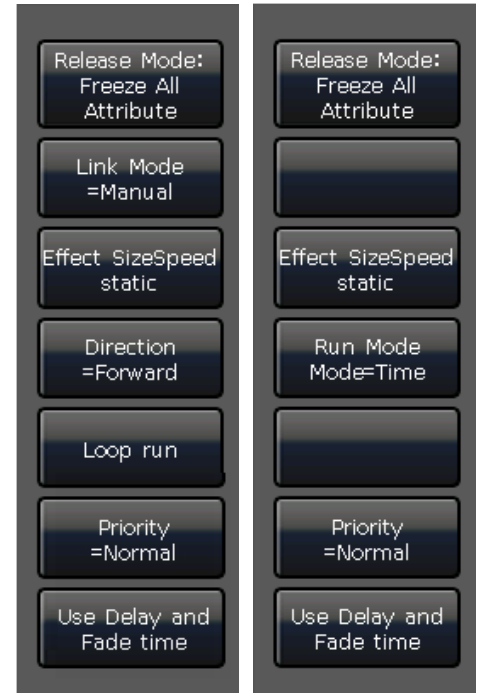 Release Mode:
Freeze All
Attribute
Link Mode
=Manual
Effect SizeSpeed
static
Direction
=Forward
Loop run
Priority
=Normal
Use Delay and
Fade time
Release Mode:
Freeze All
Attribute
Effect SizeSpeed
static
Run Mode
Mode=Time
Priority
=Normal
Use Delay and
Fade time